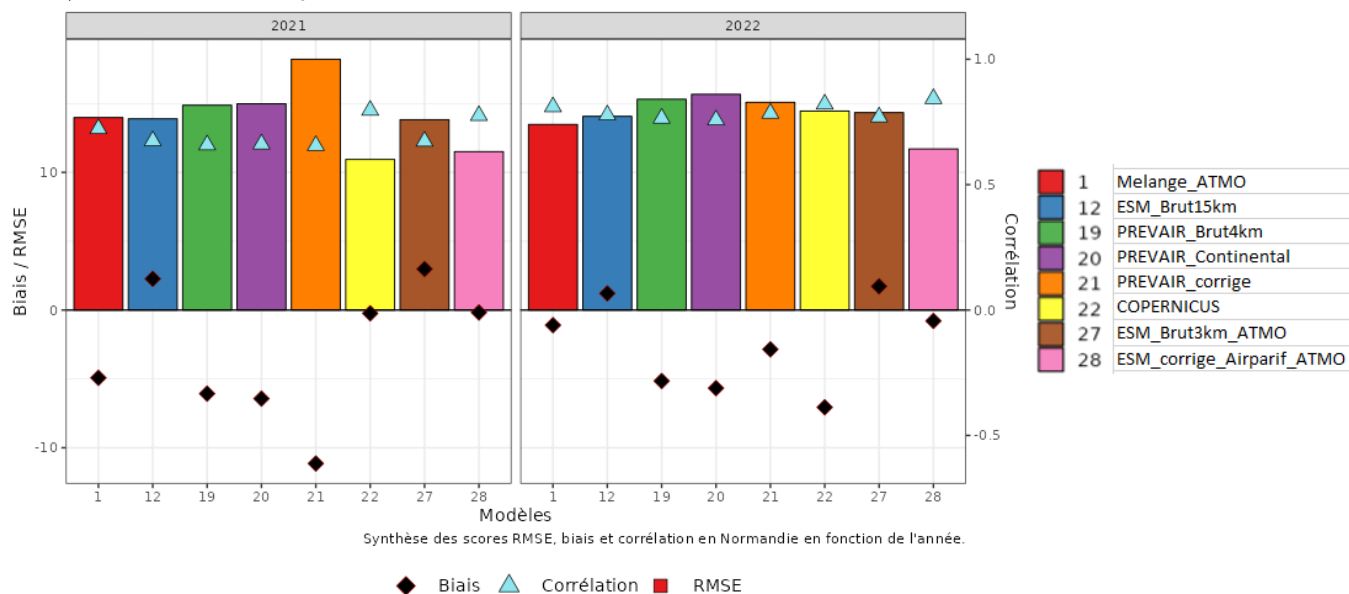 2021 2022
1.0
10 0.5
Biais / RMSE
Corrélation
0 0.0
-10 -0.5
1 12 19 20 21 22 27 28 1 12 19 20 21 22 27 28
Modèles
Synthèse des scores RMSE, biais et corrélation en Normandie en fonction de l'année.
Biais Corrélation RMSE
1 Melange_ATMO
12 ESM_Brut15km
19 PREVAIR_Brut4km
20 PREVAIR_Continental
21 PREVAIR_corrige
22 COPERNICUS
27 ESM_Brut3km_ATMO
28 ESM_corrige_Airparif_ATMO